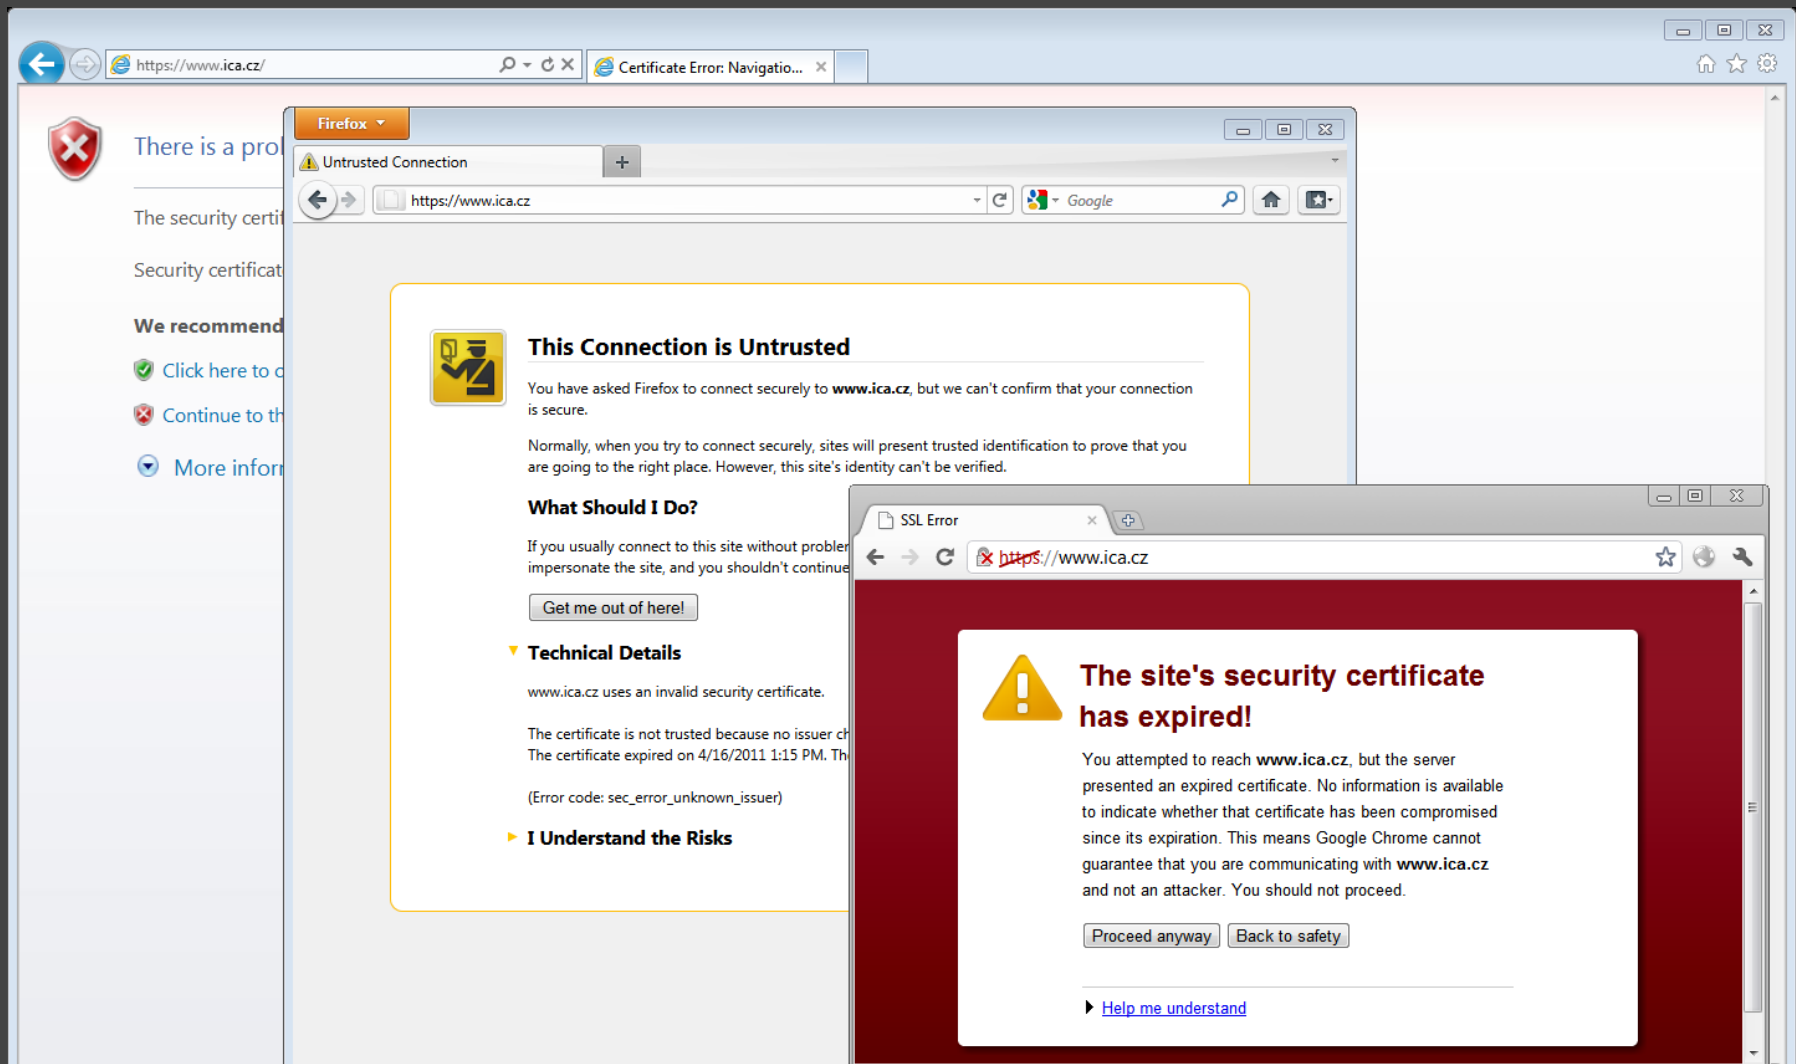 https://www.ica.cz/
Certificate Error: Navigatio...
There is a
The security
Security
We recommend
Click here to
Continue to
More
Firefox
Untrusted Connection
https://www.ica.cz
Google
This Connection is Untrusted
You have asked Firefox to connect securely to www.ica.cz, but we can't confirm that your connection
is secure.
Normally, when you try to connect securely, sites will present trusted identification to prove that you
are going to the right place. However, this site's identity can't be verified.
What Should I Do?
If you usually connect to this site without
impersonate the site, and you shouldn't continue
Get me out of here!
Technical Details
www.ica.cz uses an invalid security certificate.
The certificate is not trusted because no issuer
The certificate expired on 4/16/2011 1:15 PM.
(Error code: sec_error_unknown_issuer)
I Understand the Risks
SSL Error
https://www.ica.cz
The site's security certificate
has expired!
You attempted to reach www.ica.cz, but the server
presented an expired certificate. No information is available
to indicate whether that certificate has been compromised
since its expiration. This means Google Chrome cannot
guarantee that you are communicating with www.ica.cz
and not an attacker. You should not proceed.
Proceed anyway
Back to safety
Help me understand